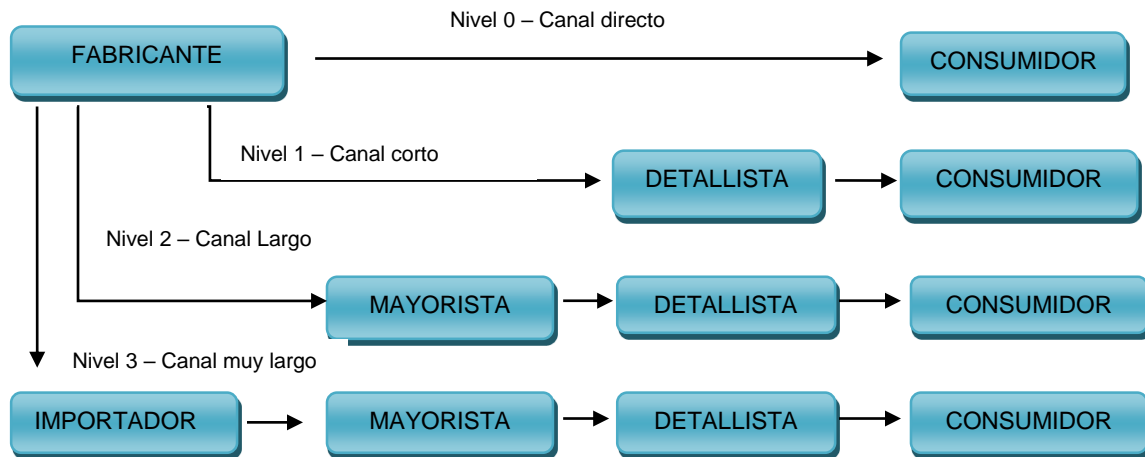 Nivel 0 – Canal directo
FABRICANTE
CONSUMIDOR
Nivel 1 – Canal corto
DETALLISTA
CONSUMIDOR
Nivel 2 – Canal Largo
MAYORISTA
DETALLISTA
CONSUMIDOR
Nivel 3 – Canal muy largo
IMPORTADOR
MAYORISTA
DETALLISTA
CONSUMIDOR